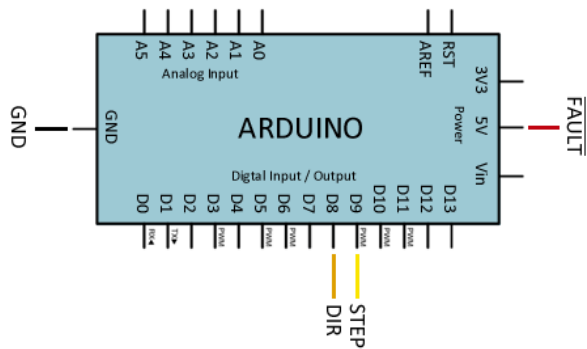 A5 A4 A3 A2 A1 A0 AREF RST
Analog Input
3V3
GND GND ARDUINO Power 5V F̅A̅U̅L̅T̅
Vin
Digtal Input / Output
D0 D1 D2 D3 D4 D5 D6 D7 D8 D9 D10 D11 D12 D13
RX◀ TX▶ PWM PWM PWM PWM PWM PWM
DIR STEP